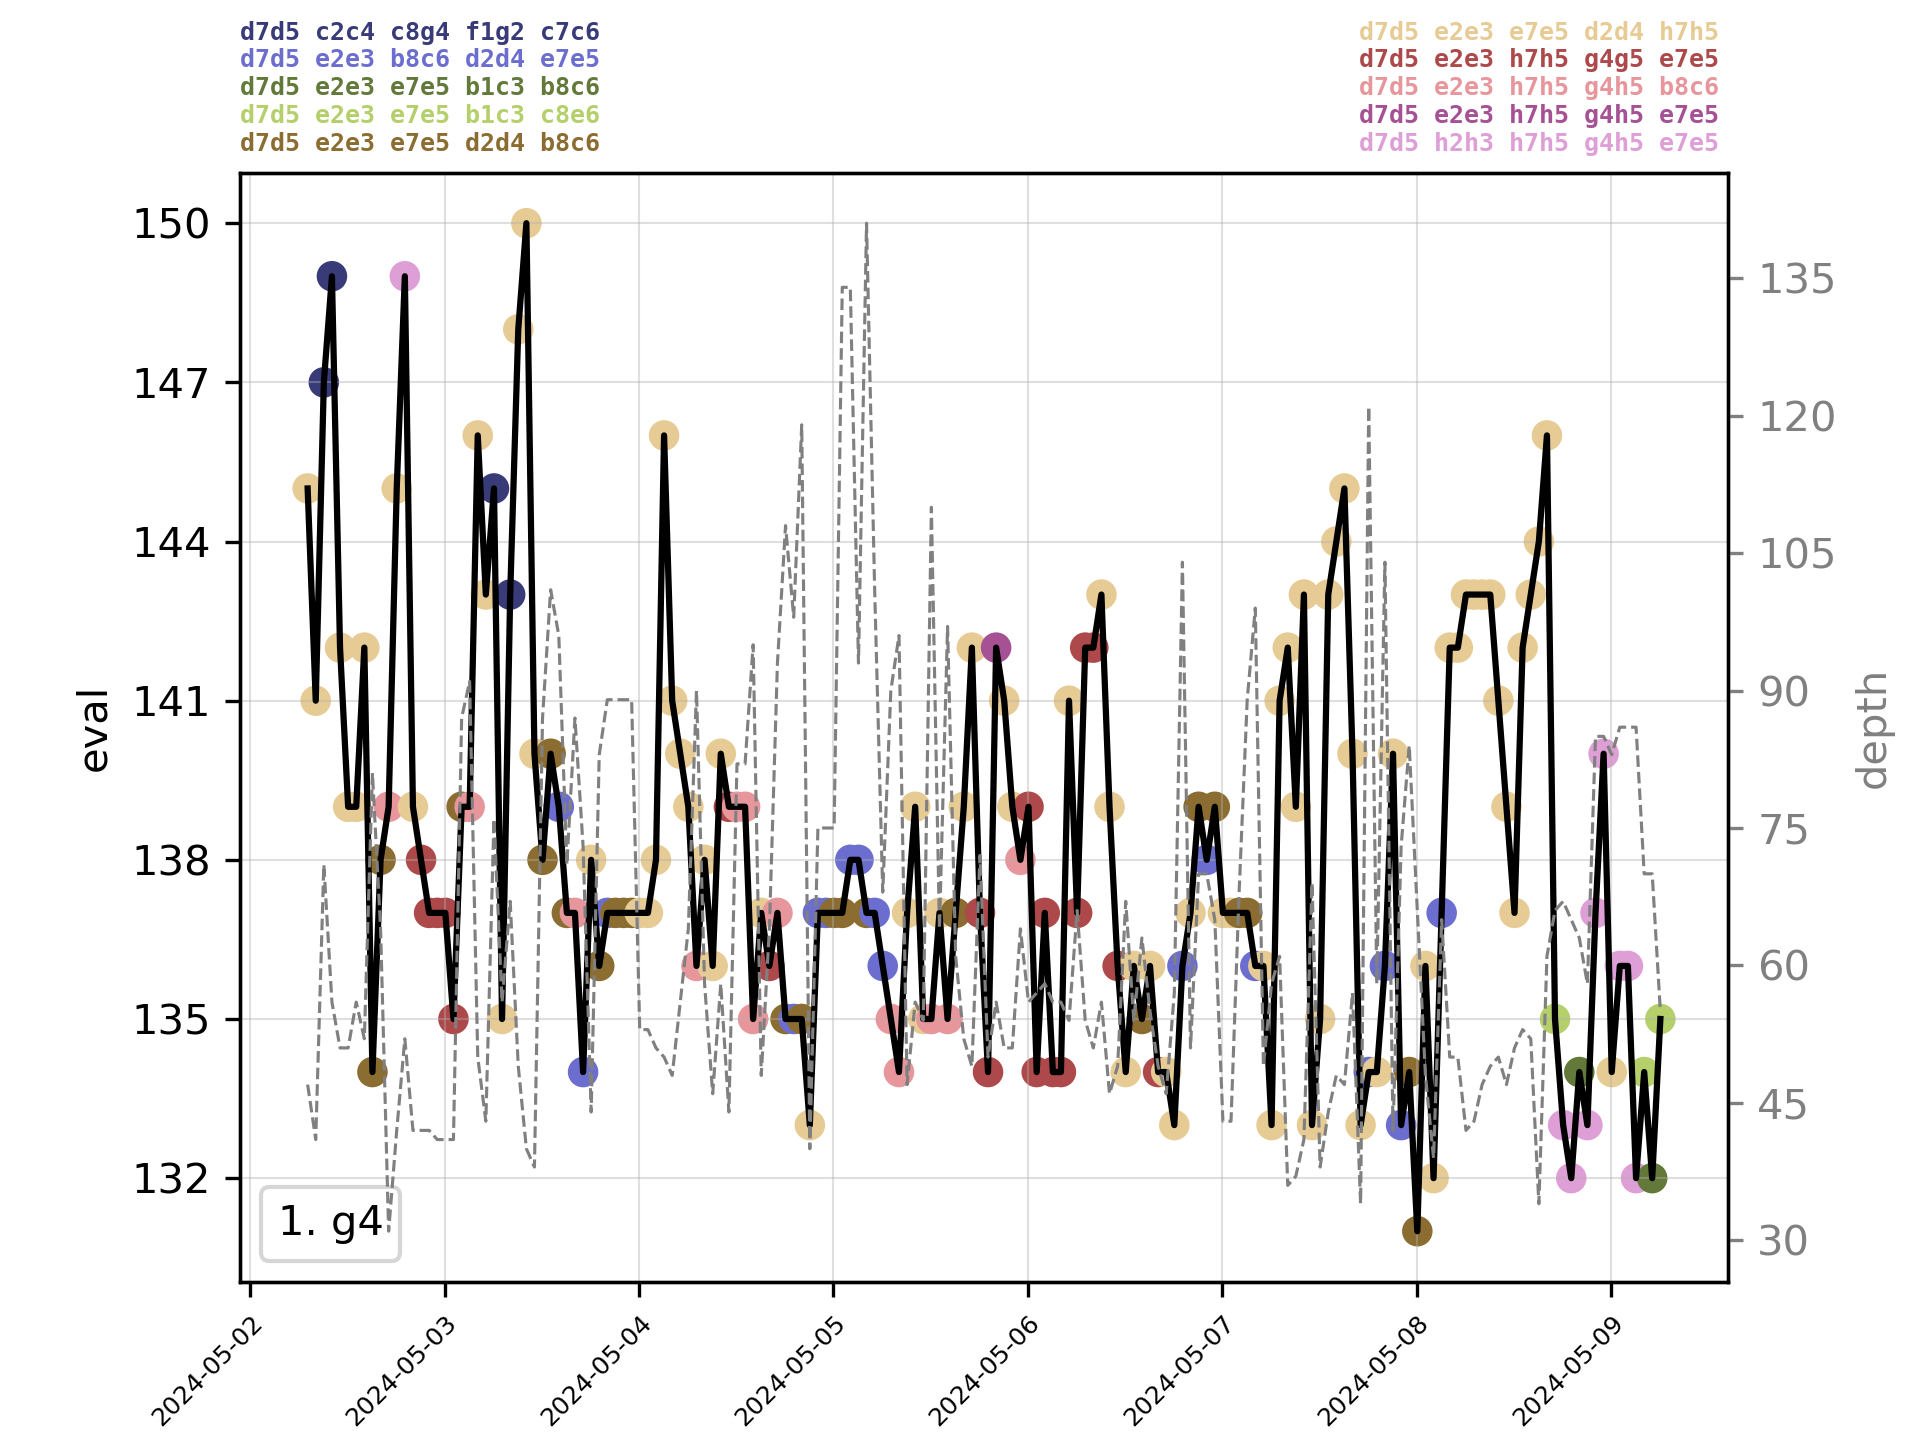 d7d5 c2c4 c8g4 f1g2 c7c6
d7d5 e2e3 b8c6 d2d4 e7e5
d7d5 e2e3 e7e5 b1c3 b8c6
d7d5 e2e3 e7e5 b1c3 c8e6
d7d5 e2e3 e7e5 d2d4 b8c6
d7d5 e2e3 e7e5 d2d4 h7h5
d7d5 e2e3 h7h5 g4g5 e7e5
d7d5 e2e3 h7h5 g4h5 b8c6
d7d5 e2e3 h7h5 g4h5 e7e5
d7d5 h2h3 h7h5 g4h5 e7e5
150
147
144
141
138
135
132
eval
135
120
105
90
75
60
45
30
depth
1. g4
2024-05-02
2024-05-03
2024-05-04
2024-05-05
2024-05-06
2024-05-07
2024-05-08
2024-05-09